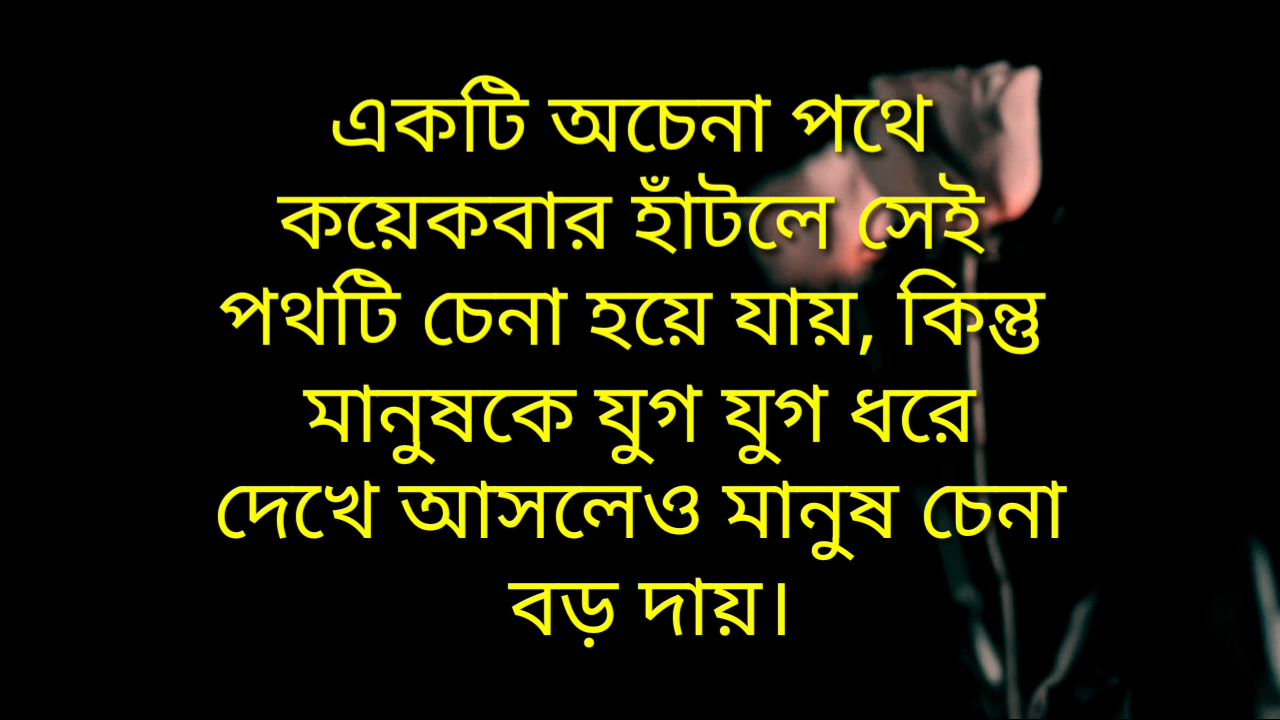 একটি অচেনা পথে
কয়েকবার হাঁটলে সেই
পথটি চেনা হয়ে যায়, কিন্তু
মানুষকে যুগ যুগ ধরে
দেখে আসলেও মানুষ চেনা
বড় দায়।